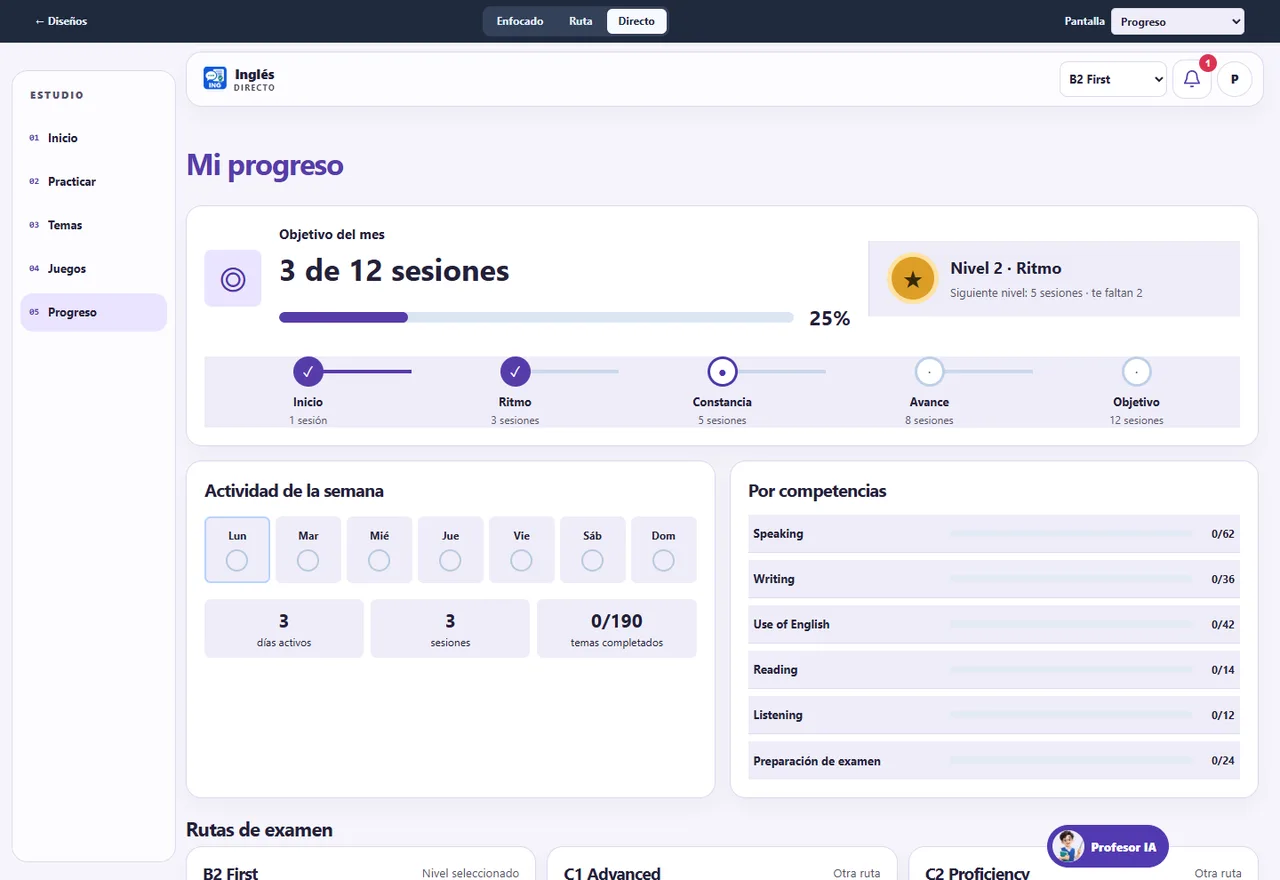 ← Diseños
Enfocado
Ruta
Directo
Pantalla
Progreso
ESTUDIO
01 Inicio
02 Practicar
03 Temas
04 Juegos
05 Progreso
ING
Inglés
DIRECTO
B2 First
1
P
Mi progreso
Objetivo del mes
3 de 12 sesiones
25%
Nivel 2 · Ritmo
Siguiente nivel: 5 sesiones · te faltan 2
Inicio
1 sesión
Ritmo
3 sesiones
Constancia
5 sesiones
Avance
8 sesiones
Objetivo
12 sesiones
Actividad de la semana
Lun
Mar
Mié
Jue
Vie
Sáb
Dom
3
días activos
3
sesiones
0/190
temas completados
Por competencias
Speaking 0/62
Writing 0/36
Use of English 0/42
Reading 0/14
Listening 0/12
Preparación de examen 0/24
Rutas de examen
B2 First
Nivel seleccionado
C1 Advanced
Otra ruta
C2 Proficiency
Otra ruta
Profesor IA